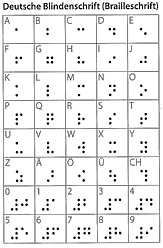 Deutsche Blindenschrift (Brailleschrift)
A B C D E
F G H I J
K L M N O
P Q R S T
U V W X Y
Z Ä Ö Ü CH
0 1 2 3 4
5 6 7 8 9